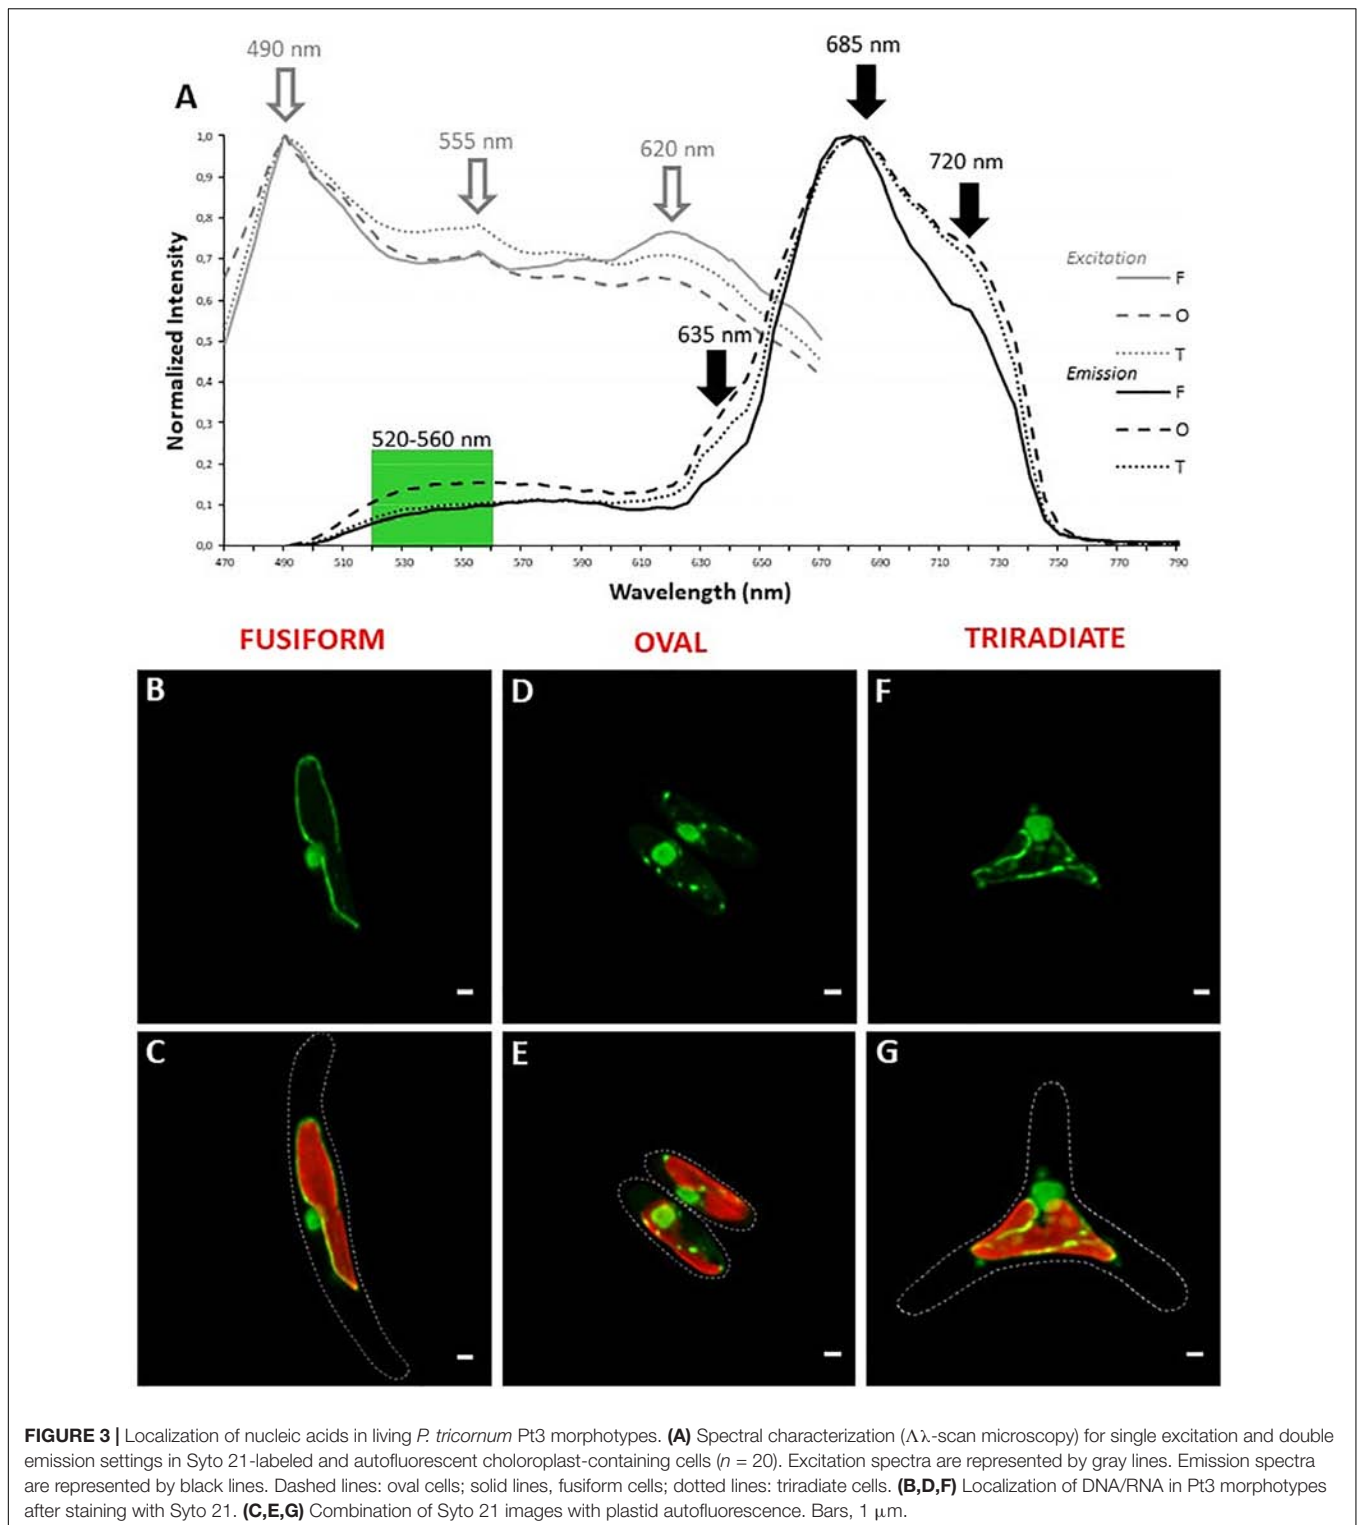 490 nm
685 nm
A
555 nm
620 nm
720 nm
1,0
0,9
0,8
0,7
0,6
0,5
0,4
0,3
0,2
0,1
0,0
Normalized Intensity
635 nm
520-560 nm
Excitation
F
O
T
Emission
F
O
T
470 490 510 530 550 570 590 610 630 650 670 690 710 730 750 770 790
Wavelength (nm)
FUSIFORM OVAL TRIRADIATE
B D F
C E G
FIGURE 3 | Localization of nucleic acids in living P. tricornum Pt3 morphotypes. (A) Spectral characterization (Λλ-scan microscopy) for single excitation and double
emission settings in Syto 21-labeled and autofluorescent choloroplast-containing cells (n = 20). Excitation spectra are represented by gray lines. Emission spectra
are represented by black lines. Dashed lines: oval cells; solid lines, fusiform cells; dotted lines: triradiate cells. (B,D,F) Localization of DNA/RNA in Pt3 morphotypes
after staining with Syto 21. (C,E,G) Combination of Syto 21 images with plastid autofluorescence. Bars, 1 μm.